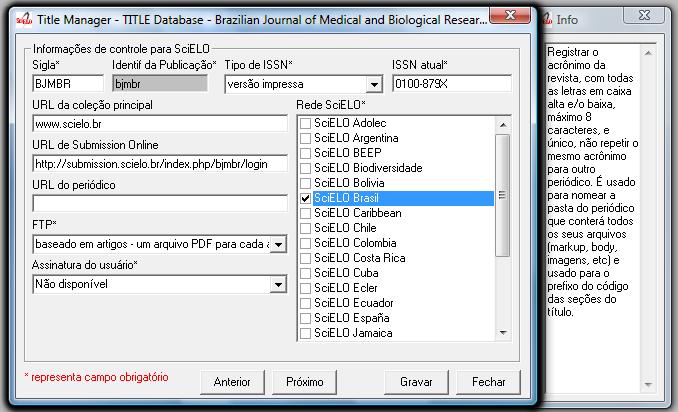 Title Manager - TITLE Database - Brazilian Journal of Medical and Biological Resear...
Informações de controle para SciELO
Sigla*
Identif da Publicação*
Tipo de ISSN*
ISSN atual*
BJMBR
bjmbr
versão impressa
0100-879X
URL da coleção principal
www.scielo.br
URL de Submission Online
http://submission.scielo.br/index.php/bjmbr/login
URL do periódico
FTP*
baseado em artigos - um arquivo PDF para cada a
Assinatura do usuário*
Não disponível
Rede SciELO*
SciELO Adolec
SciELO Argentina
SciELO BEEP
SciELO Biodiversidade
SciELO Bolivia
SciELO Brasil
SciELO Caribbean
SciELO Chile
SciELO Colombia
SciELO Costa Rica
SciELO Cuba
SciELO Ecler
SciELO Ecuador
SciELO España
SciELO Jamaica
* representa campo obrigatório
Anterior
Próximo
Gravar
Fechar
Info
Registrar o
acrônimo da
revista, com todas
as letras em caixa
alta e/o baixa,
máximo 8
caracteres, e
único, não repetir o
mesmo acrônimo
para outro
periódico. É usado
para nomear a
pasta do periódico
que conterá todos
os seus arquivos
(markup, body,
imagens, etc) e
usado para o
prefixo do código
das seções do
título.